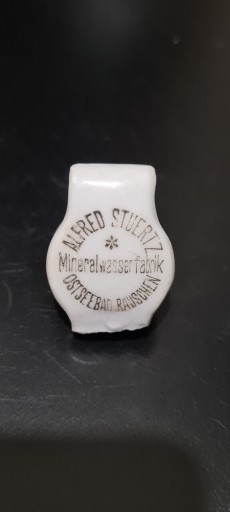 ALFRED STUERTZ
*
Mineralwasserfabrik
OSTSEEBAD RAUSCHEN